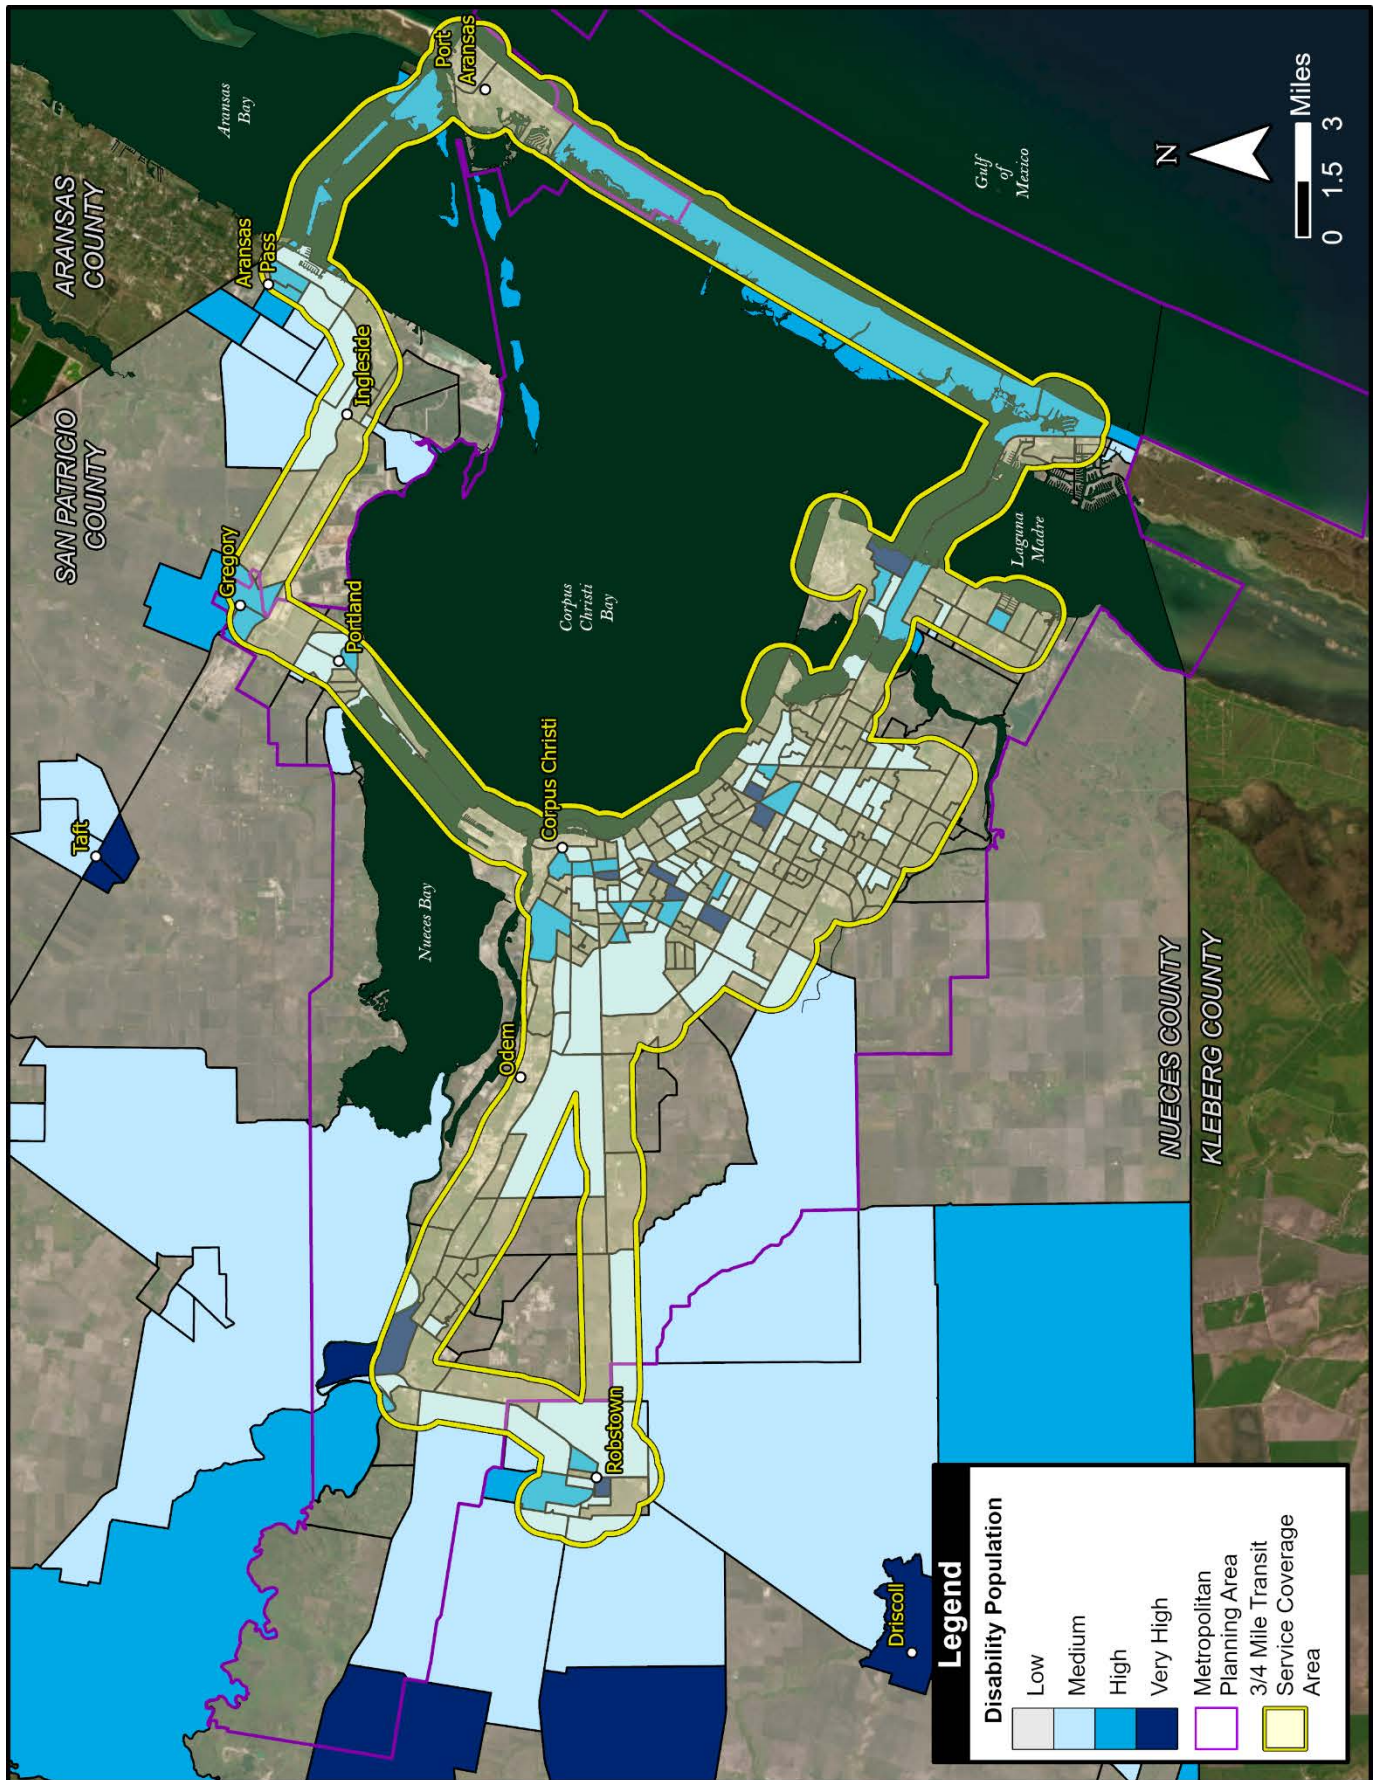 ARANSAS
COUNTY
Aransas
Bay
Port
Aransas
Aransas
Pass
SAN PATRICIO
COUNTY
Ingleside
Gregory
Portland
Taft
Nueces Bay
Corpus
Christi
Bay
Corpus Christi
Odem
Gulf
of
Mexico
Laguna
Madre
NUECES COUNTY
KLEBERG COUNTY
Robstown
Driscoll
N
0 1.5 3
Miles
Legend
Disability Population
Low
Medium
High
Very High
Metropolitan
Planning Area
3/4 Mile Transit
Service Coverage
Area